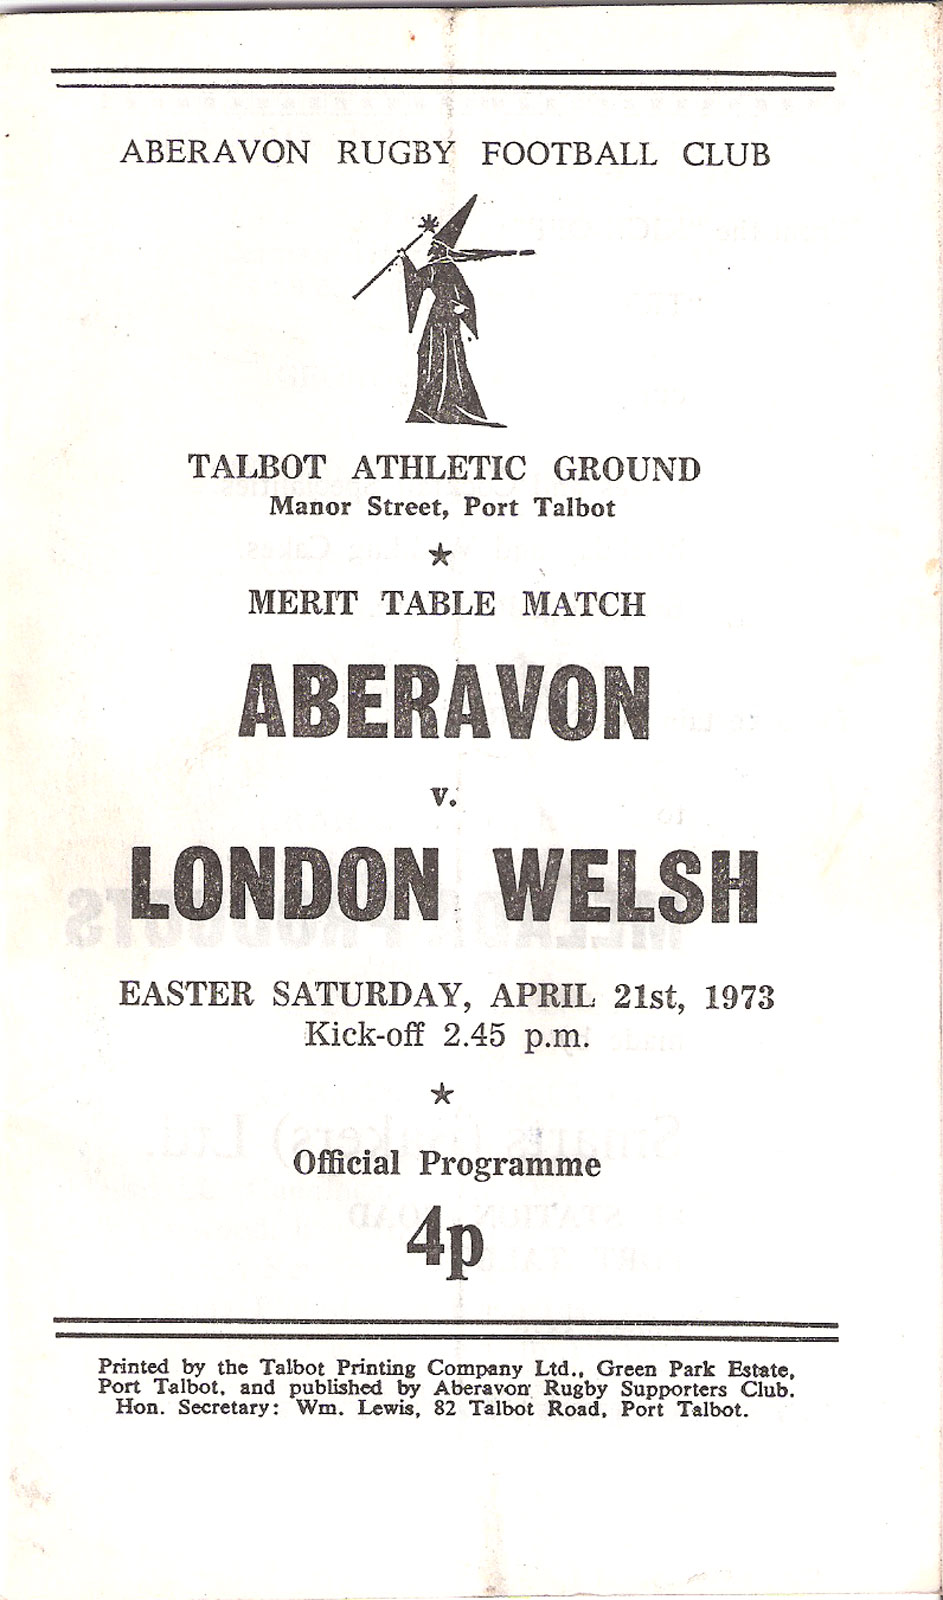 ABERAVON RUGBY FOOTBALL CLUB
TALBOT ATHLETIC GROUND
Manor Street, Port Talbot
MERIT TABLE MATCH
ABERAVON
v.
LONDON WELSH
EASTER SATURDAY, APRIL 21st, 1973
Kick-off 2.45 p.m.
Official Programme
4p
Printed by the Talbot Printing Company Ltd., Green Park Estate,
Port Talbot, and published by Aberavon Rugby Supporters Club.
Hon. Secretary: Wm. Lewis, 82 Talbot Road, Port Talbot.